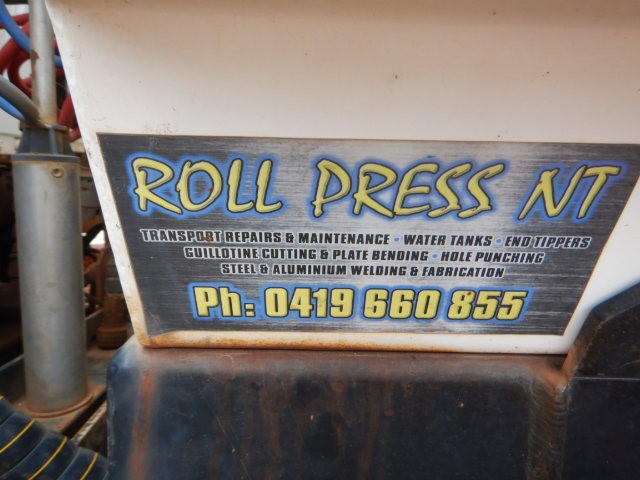 ROLL PRESS NT
TRANSPORT REPAIRS & MAINTENANCE • WATER TANKS • END TIPPERS
GUILLOTINE CUTTING & PLATE BENDING • HOLE PUNCHING
STEEL & ALUMINIUM WELDING & FABRICATION
Ph: 0419 660 855